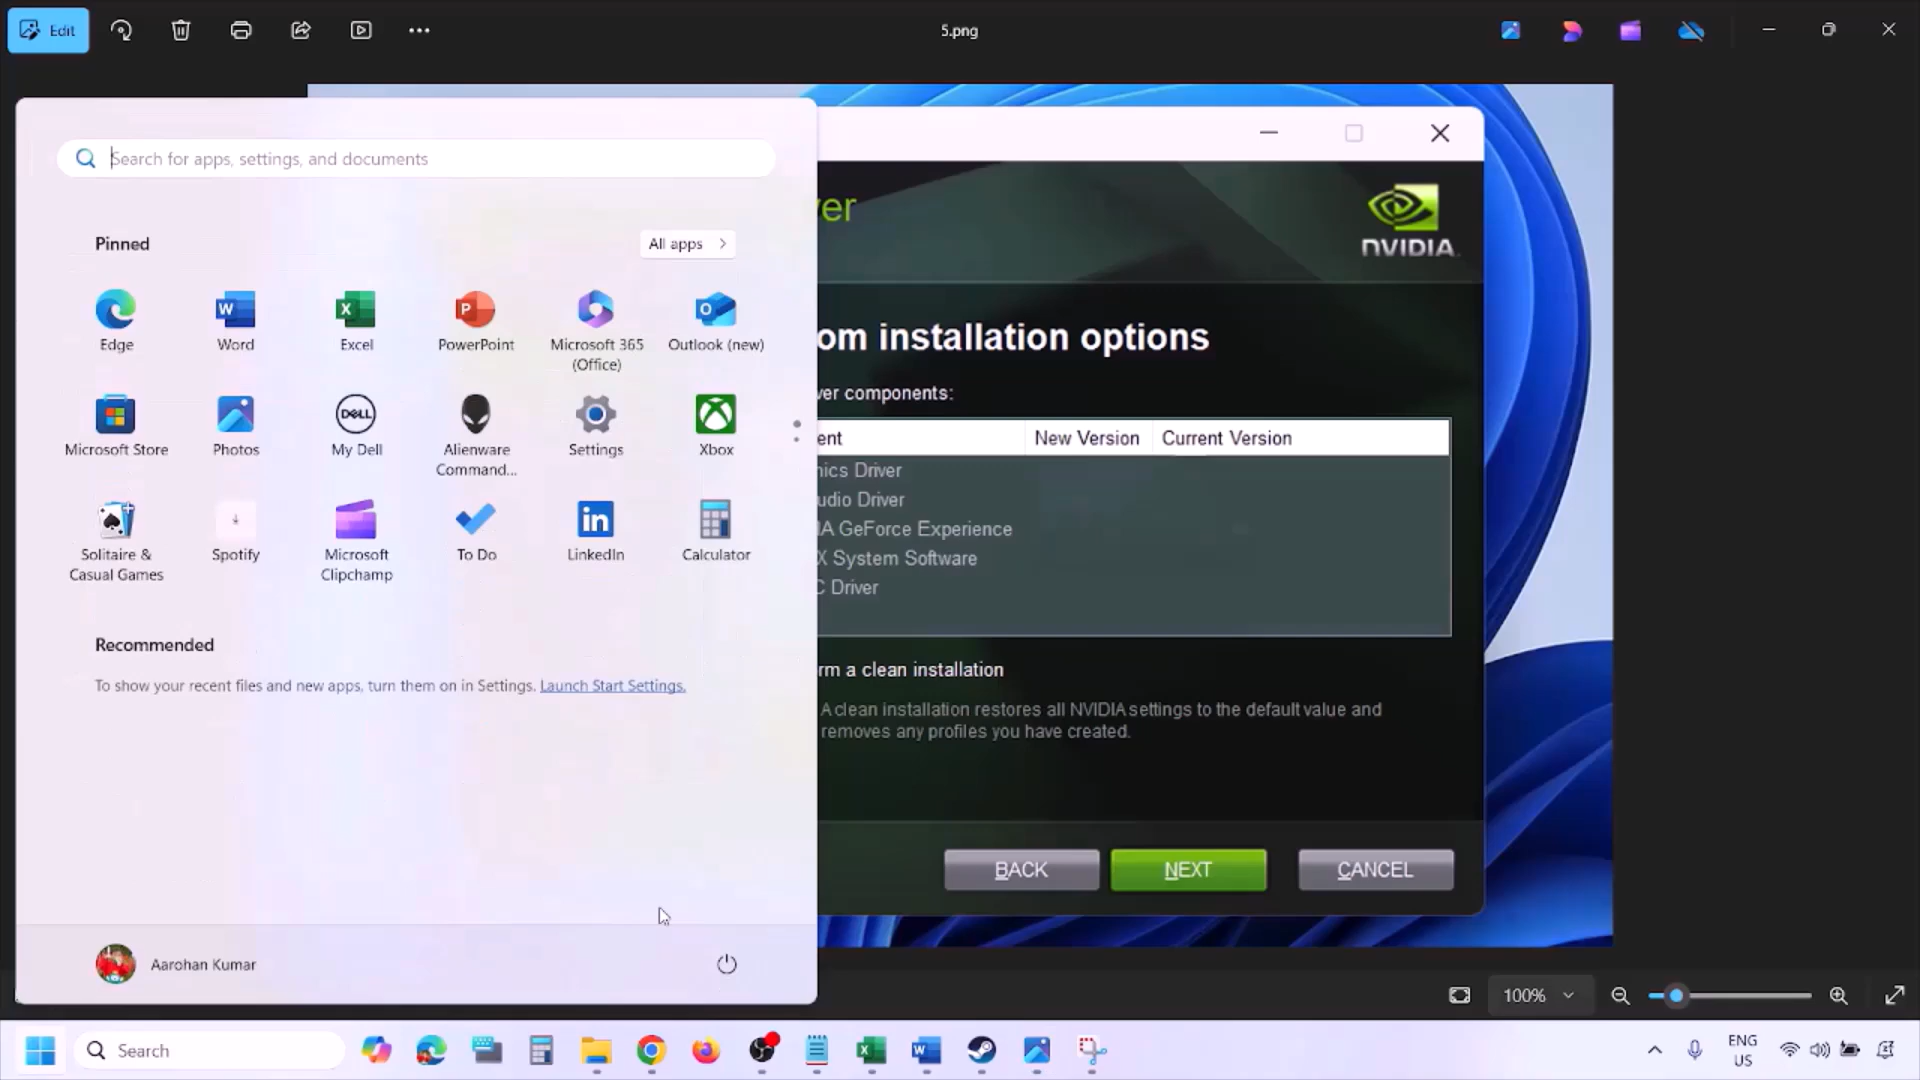 Edit
5.png
Search for apps, settings, and documents
Pinned
All apps
Edge
Word
Excel
PowerPoint
Microsoft 365
(Office)
Outlook (new)
Microsoft Store
Photos
My Dell
Alienware
Command...
Settings
Xbox
Solitaire &
Casual Games
Spotify
Microsoft
Clipchamp
To Do
LinkedIn
Calculator
Recommended
To show your recent files and new apps, turn them on in Settings. Launch Start Settings.
Aarohan Kumar
ver
NVIDIA
om installation options
ver components:
ent New Version Current Version
hics Driver
udio Driver
IA GeForce Experience
X System Software
C Driver
rm a clean installation
A clean installation restores all NVIDIA settings to the default value and
removes any profiles you have created.
BACK NEXT CANCEL
100%
Search
ENG
US